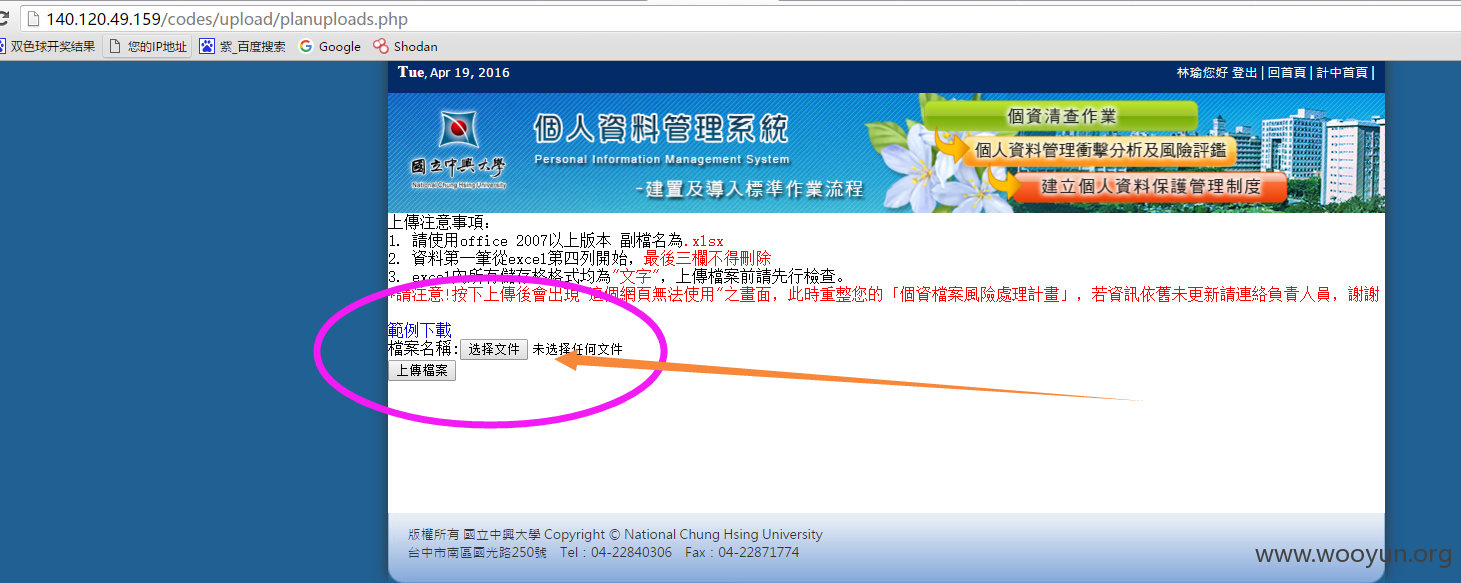 140.120.49.159/codes/upload/planuploads.php
双色球开奖结果 您的IP地址 紫_百度搜索 Google Shodan
Tue, Apr 19, 2016 林瑜您好 登出 | 回首頁 | 計中首頁 |
國立中興大學
National Chung Hsing University
個人資料管理系統
Personal Information Management System
-建置及導入標準作業流程
個資清查作業
個人資料管理衝擊分析及風險評鑑
建立個人資料保護管理制度
上傳注意事項:
1. 請使用office 2007以上版本 副檔名為.xlsx
2. 資料第一筆從excel第四列開始, 最後三欄不得刪除
3. excel內所有儲存格格式均為"文字", 上傳檔案前請先行檢查。
*請注意!按下上傳後會出現"這個網頁無法使用"之畫面, 此時重整您的「個資檔案風險處理計畫」, 若資訊依舊未更新請連絡負責人員, 謝謝
範例下載
檔案名稱: 选择文件 未选择任何文件
上傳檔案
版權所有 國立中興大學 Copyright © National Chung Hsing University
台中市南區國光路250號 Tel : 04-22840306 Fax : 04-22871774
www.wooyun.org